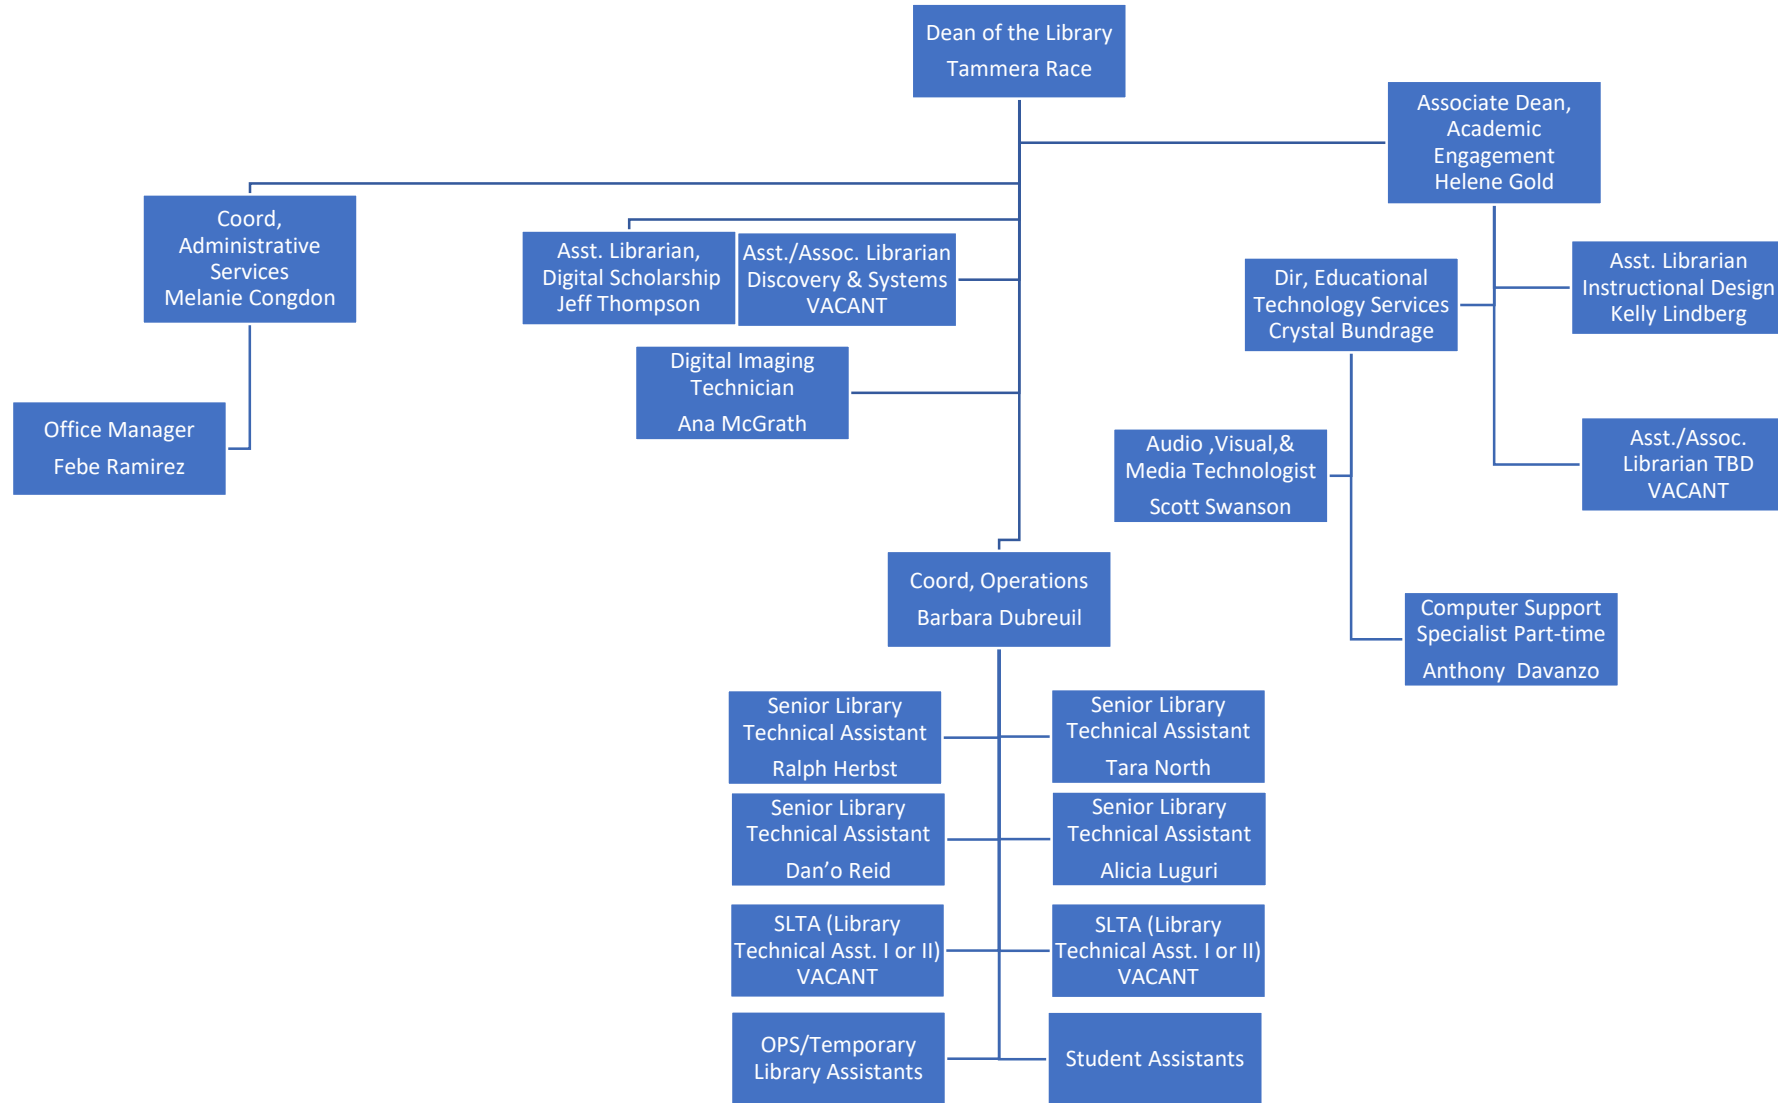 Dean of the Library
Tammera Race
Associate Dean,
Academic
Engagement
Helene Gold
Coord,
Administrative
Services
Melanie Congdon
Asst. Librarian,
Digital Scholarship
Jeff Thompson
Asst./Assoc. Librarian
Discovery & Systems
VACANT
Dir, Educational
Technology Services
Crystal Bundrage
Asst. Librarian
Instructional Design
Kelly Lindberg
Digital Imaging
Technician
Ana McGrath
Office Manager
Febe Ramirez
Audio ,Visual,&
Media Technologist
Scott Swanson
Asst./Assoc.
Librarian TBD
VACANT
Coord, Operations
Barbara Dubreuil
Computer Support
Specialist Part-time
Anthony  Davanzo
Senior Library
Technical Assistant
Ralph Herbst
Senior Library
Technical Assistant
Tara North
Senior Library
Technical Assistant
Dan’o Reid
Senior Library
Technical Assistant
Alicia Luguri
SLTA (Library
Technical Asst. I or II)
VACANT
SLTA (Library
Technical Asst. I or II)
VACANT
OPS/Temporary
Library Assistants
Student Assistants